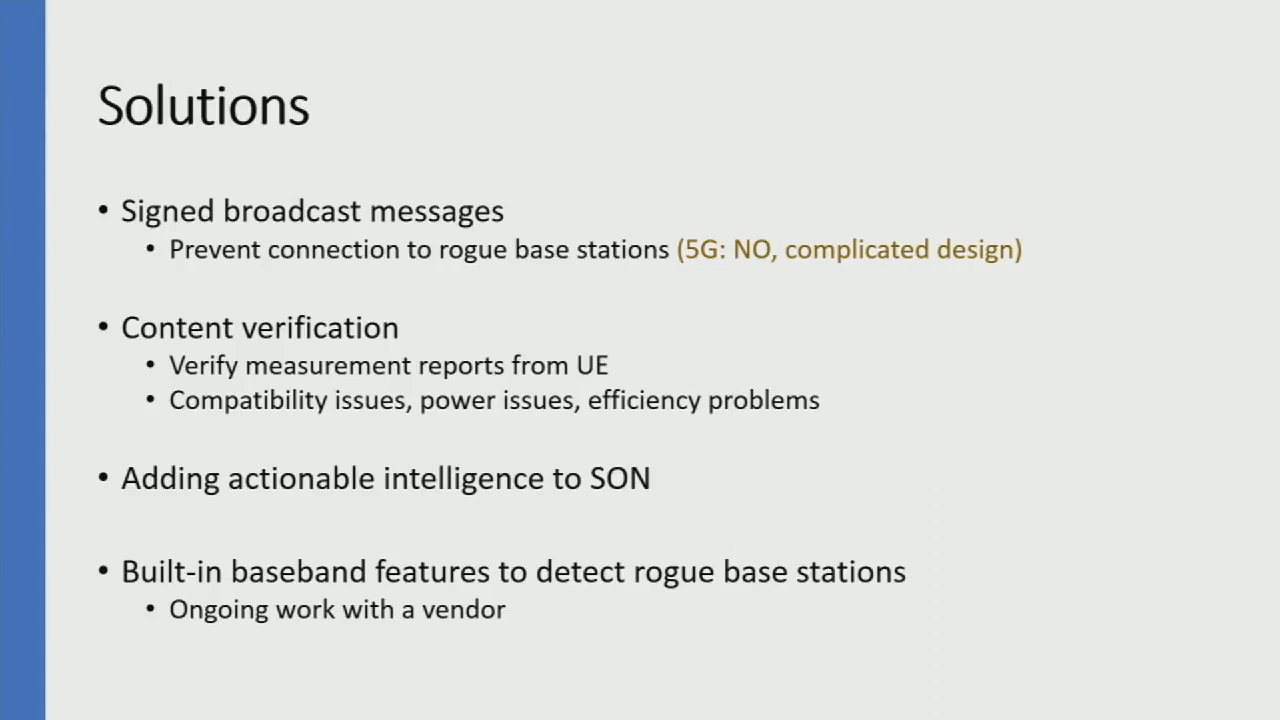 Solutions
• Signed broadcast messages
• Prevent connection to rogue base stations (5G: NO, complicated design)
• Content verification
• Verify measurement reports from UE
• Compatibility issues, power issues, efficiency problems
• Adding actionable intelligence to SON
• Built-in baseband features to detect rogue base stations
• Ongoing work with a vendor